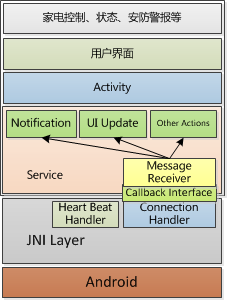 家电控制、状态、安防警报等
用户界面
Activity
Notification
UI Update
Other Actions
Message
Receiver
Service
Callback Interface
Heart Beat
Handler
Connection
Handler
JNI Layer
Android